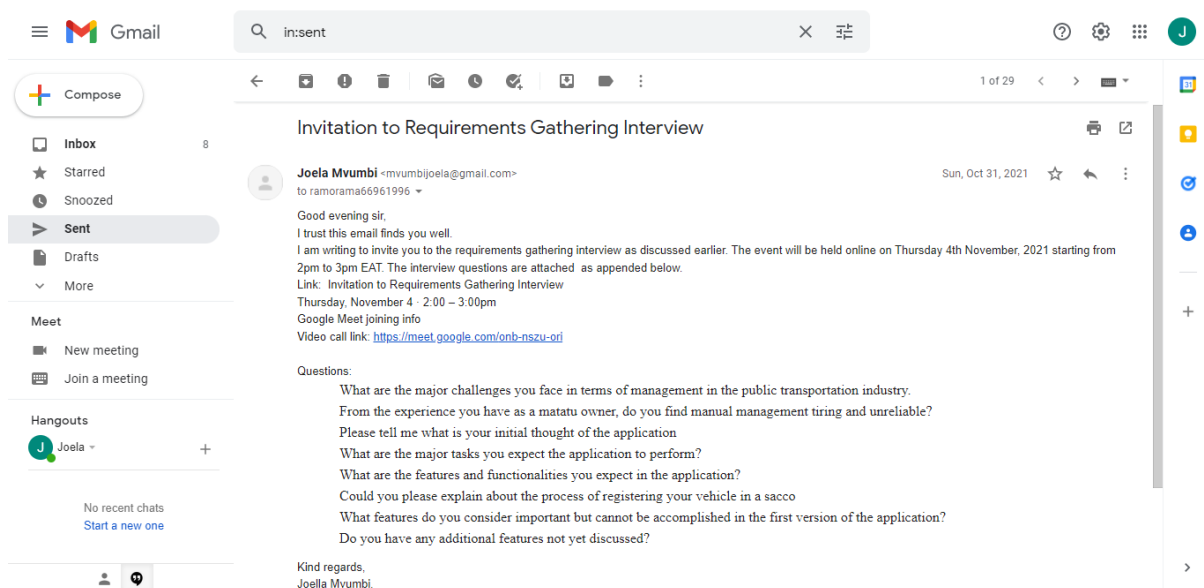 Gmail
in:sent
J
Compose
1 of 29
31
Inbox 8
Starred
Snoozed
Sent
Drafts
More
Meet
New meeting
Join a meeting
Hangouts
J Joela
No recent chats
Start a new one
Invitation to Requirements Gathering Interview
Joela Mvumbi <mvumbijoela@gmail.com> Sun, Oct 31, 2021
to ramorama66961996
Good evening sir,
I trust this email finds you well.
I am writing to invite you to the requirements gathering interview as discussed earlier. The event will be held online on Thursday 4th November, 2021 starting from
2pm to 3pm EAT. The interview questions are attached  as appended below.
Link:  Invitation to Requirements Gathering Interview
Thursday, November 4 · 2:00 – 3:00pm
Google Meet joining info
Video call link: https://meet.google.com/onb-nszu-ori
Questions:
What are the major challenges you face in terms of management in the public transportation industry.
From the experience you have as a matatu owner, do you find manual management tiring and unreliable?
Please tell me what is your initial thought of the application
What are the major tasks you expect the application to perform?
What are the features and functionalities you expect in the application?
Could you please explain about the process of registering your vehicle in a sacco
What features do you consider important but cannot be accomplished in the first version of the application?
Do you have any additional features not yet discussed?
Kind regards,
Joella Mvumbi.